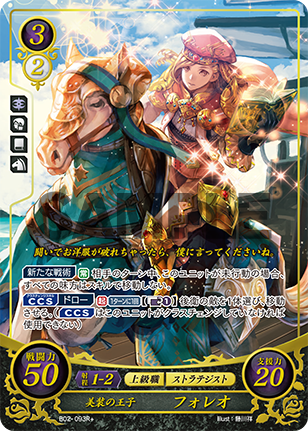 3
2
闘いでお洋服が破れちゃったら、僕に言ってくださいね。
新たな戦術 常 相手のターン中、このユニットが未行動の場合、
すべての味方はスキルで移動しない。
CCS ドロー 起 1ターンに1回 後衛の敵を1体選び、移動
させる。(CCSはこのユニットがクラスチェンジしていなければ
使用できない)
戦闘力
50
射程 1-2 上級職 ストラテジスト
支援力
20
美装の王子 フォレオ
B02-093R+
Illust: